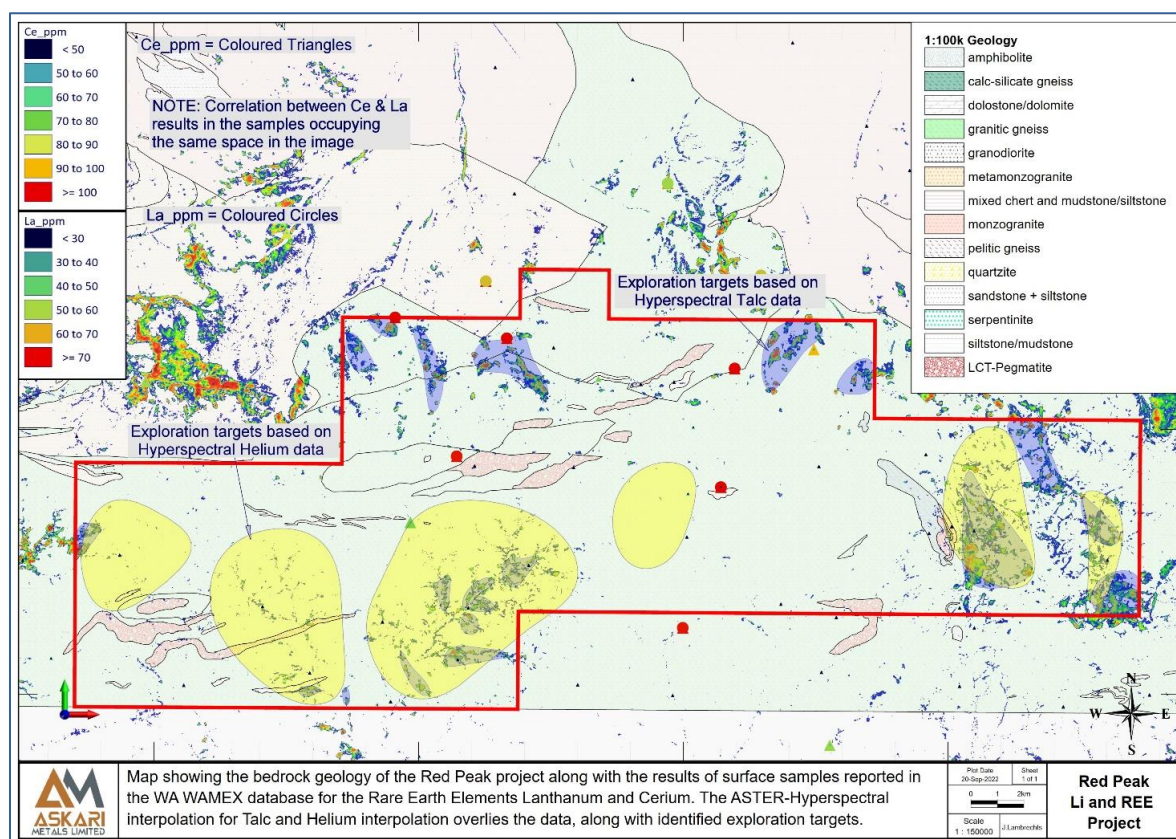 Ce_ppm
< 50
50 to 60
60 to 70
70 to 80
80 to 90
90 to 100
>= 100
La_ppm
< 30
30 to 40
40 to 50
50 to 60
60 to 70
>= 70
Ce_ppm = Coloured Triangles
NOTE: Correlation between Ce & La
results in the samples occupying
the same space in the image
La_ppm = Coloured Circles
Exploration targets based on
Hyperspectral Talc data
Exploration targets based on
Hyperspectral Helium data
1:100k Geology
amphibolite
calc-silicate gneiss
dolostone/dolomite
granitic gneiss
granodiorite
metamonzogranite
mixed chert and mudstone/siltstone
monzogranite
pelitic gneiss
quartzite
sandstone + siltstone
serpentinite
siltstone/mudstone
LCT-Pegmatite
N
W E
S
AM
ASKARI
METALS LIMITED
Map showing the bedrock geology of the Red Peak project along with the results of surface samples reported in
the WA WAMEX database for the Rare Earth Elements Lanthanum and Cerium. The ASTER-Hyperspectral
interpolation for Talc and Helium interpolation overlies the data, along with identified exploration targets.
Plot Date
20-Sep-2022
Sheet
1 of 1
0 1 2km
Scale
1 : 150000
J.Lambrechts
Red Peak
Li and REE
Project